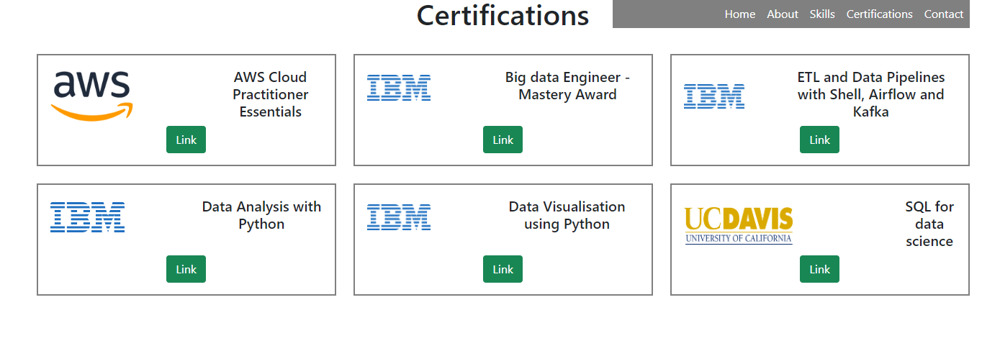 Certifications
Home About Skills Certifications Contact
aws
AWS Cloud
Practitioner
Essentials
Link
IBM
Big data Engineer -
Mastery Award
Link
IBM
ETL and Data Pipelines
with Shell, Airflow and
Kafka
Link
IBM
Data Analysis with
Python
Link
IBM
Data Visualisation
using Python
Link
UCDAVIS
UNIVERSITY OF CALIFORNIA
SQL for
data
science
Link